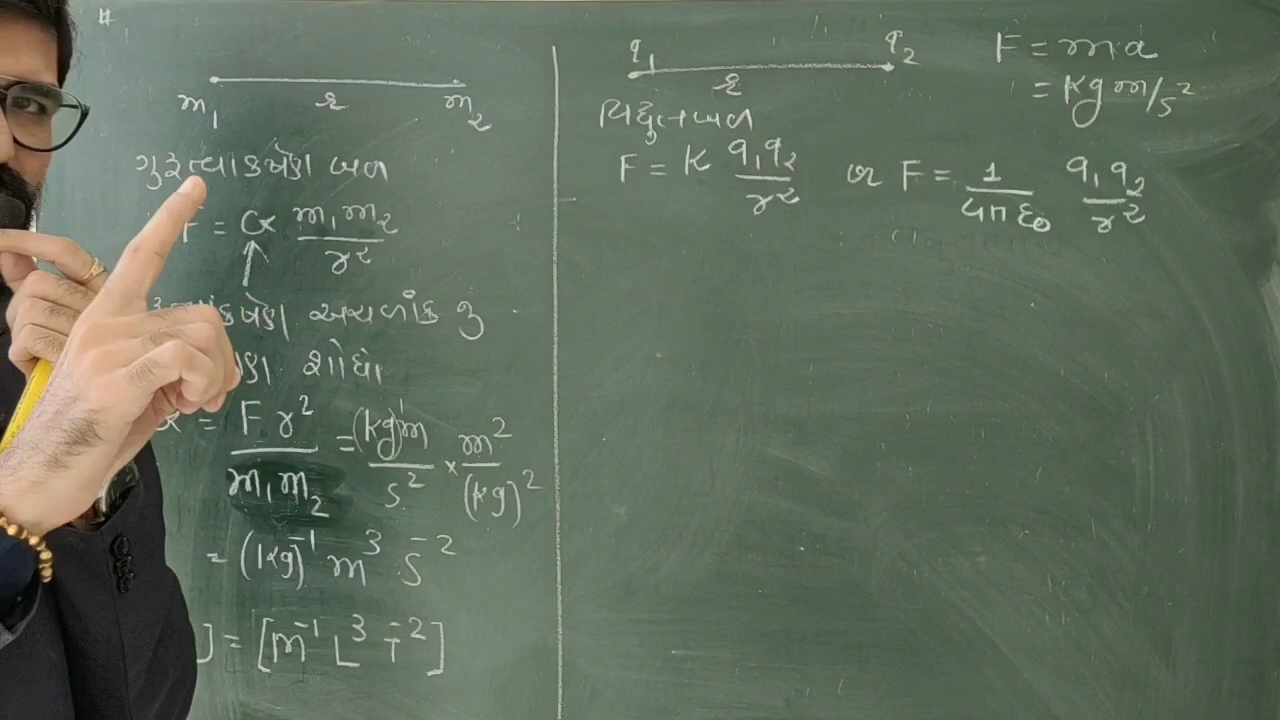 #
m₁ r m₂
ગુરુત્વાકર્ષણ બળ
F = G m₁m₂ / r²
અચળાંક નુ
શોધો
= F r² / m₁m₂ = (kg)¹m / s² × m² / (kg)²
= (kg)⁻¹ m³ s⁻²
] = [M⁻¹ L³ T⁻²]
q₁ r q₂
વિદ્યુતબળ
F = K q₁q₂ / r² or F = 1 / 4πε₀ q₁q₂ / r²
F = ma
= kg m/s²